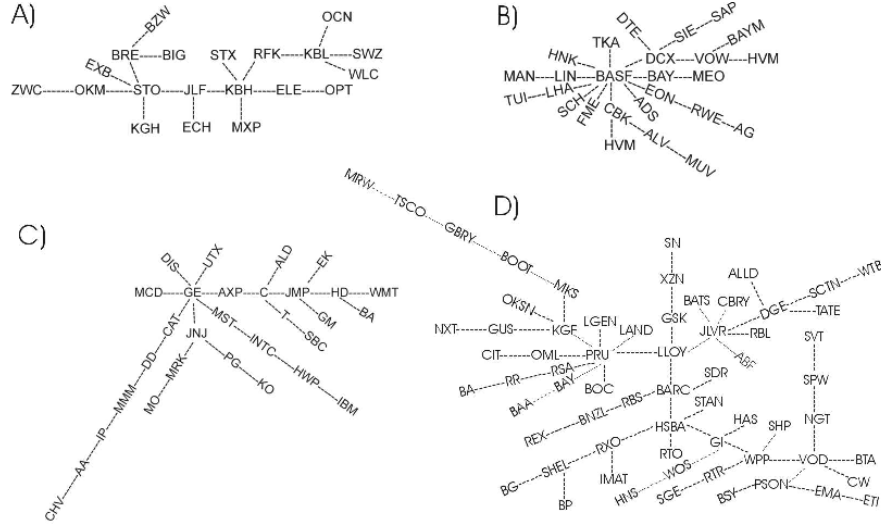 A)
OCN
BZW
BRE BIG
STX RFK KBL SWZ
WLC
EXB
ZWC OKM STO JLF KBH ELE OPT
KGH ECH MXP
B)
SAP
DTE SIE BAYM
TKA
HNK DCX VOW HVM
MAN LIN BASF BAY MEO
TUI LHA SCH FME CBK ADS EON RWE AG
HVM ALV MUV
C)
DIS UTX ALD EK
MCD GE AXP C JMP HD WMT
GM BA
T SBC
CAT JNJ MST INTC HWP IBM
DD MRK PG KO
MMM MO
IP
AA
CHV
D)
MRW TSCO GBRY BOOT MKS
SN
XZN
GSK
ALLD SCTN WTB
BATS CBRY DGE TATE
OKSN LGEN LAND
NXT GUS KGF JLVR RBL
CIT OML PRU LLOY ABF
BA RR RSA
BAA BAY BOC
SVT
SPW
NGT
BARC SDR
REX BNZL RBS
STAN
HSBA HAS SHP
RXO RTO GI
BG SHEL IMAT HNS WOS WPP VOD BTA
BP SGE RTR CW
BSY PSON EMA ETI